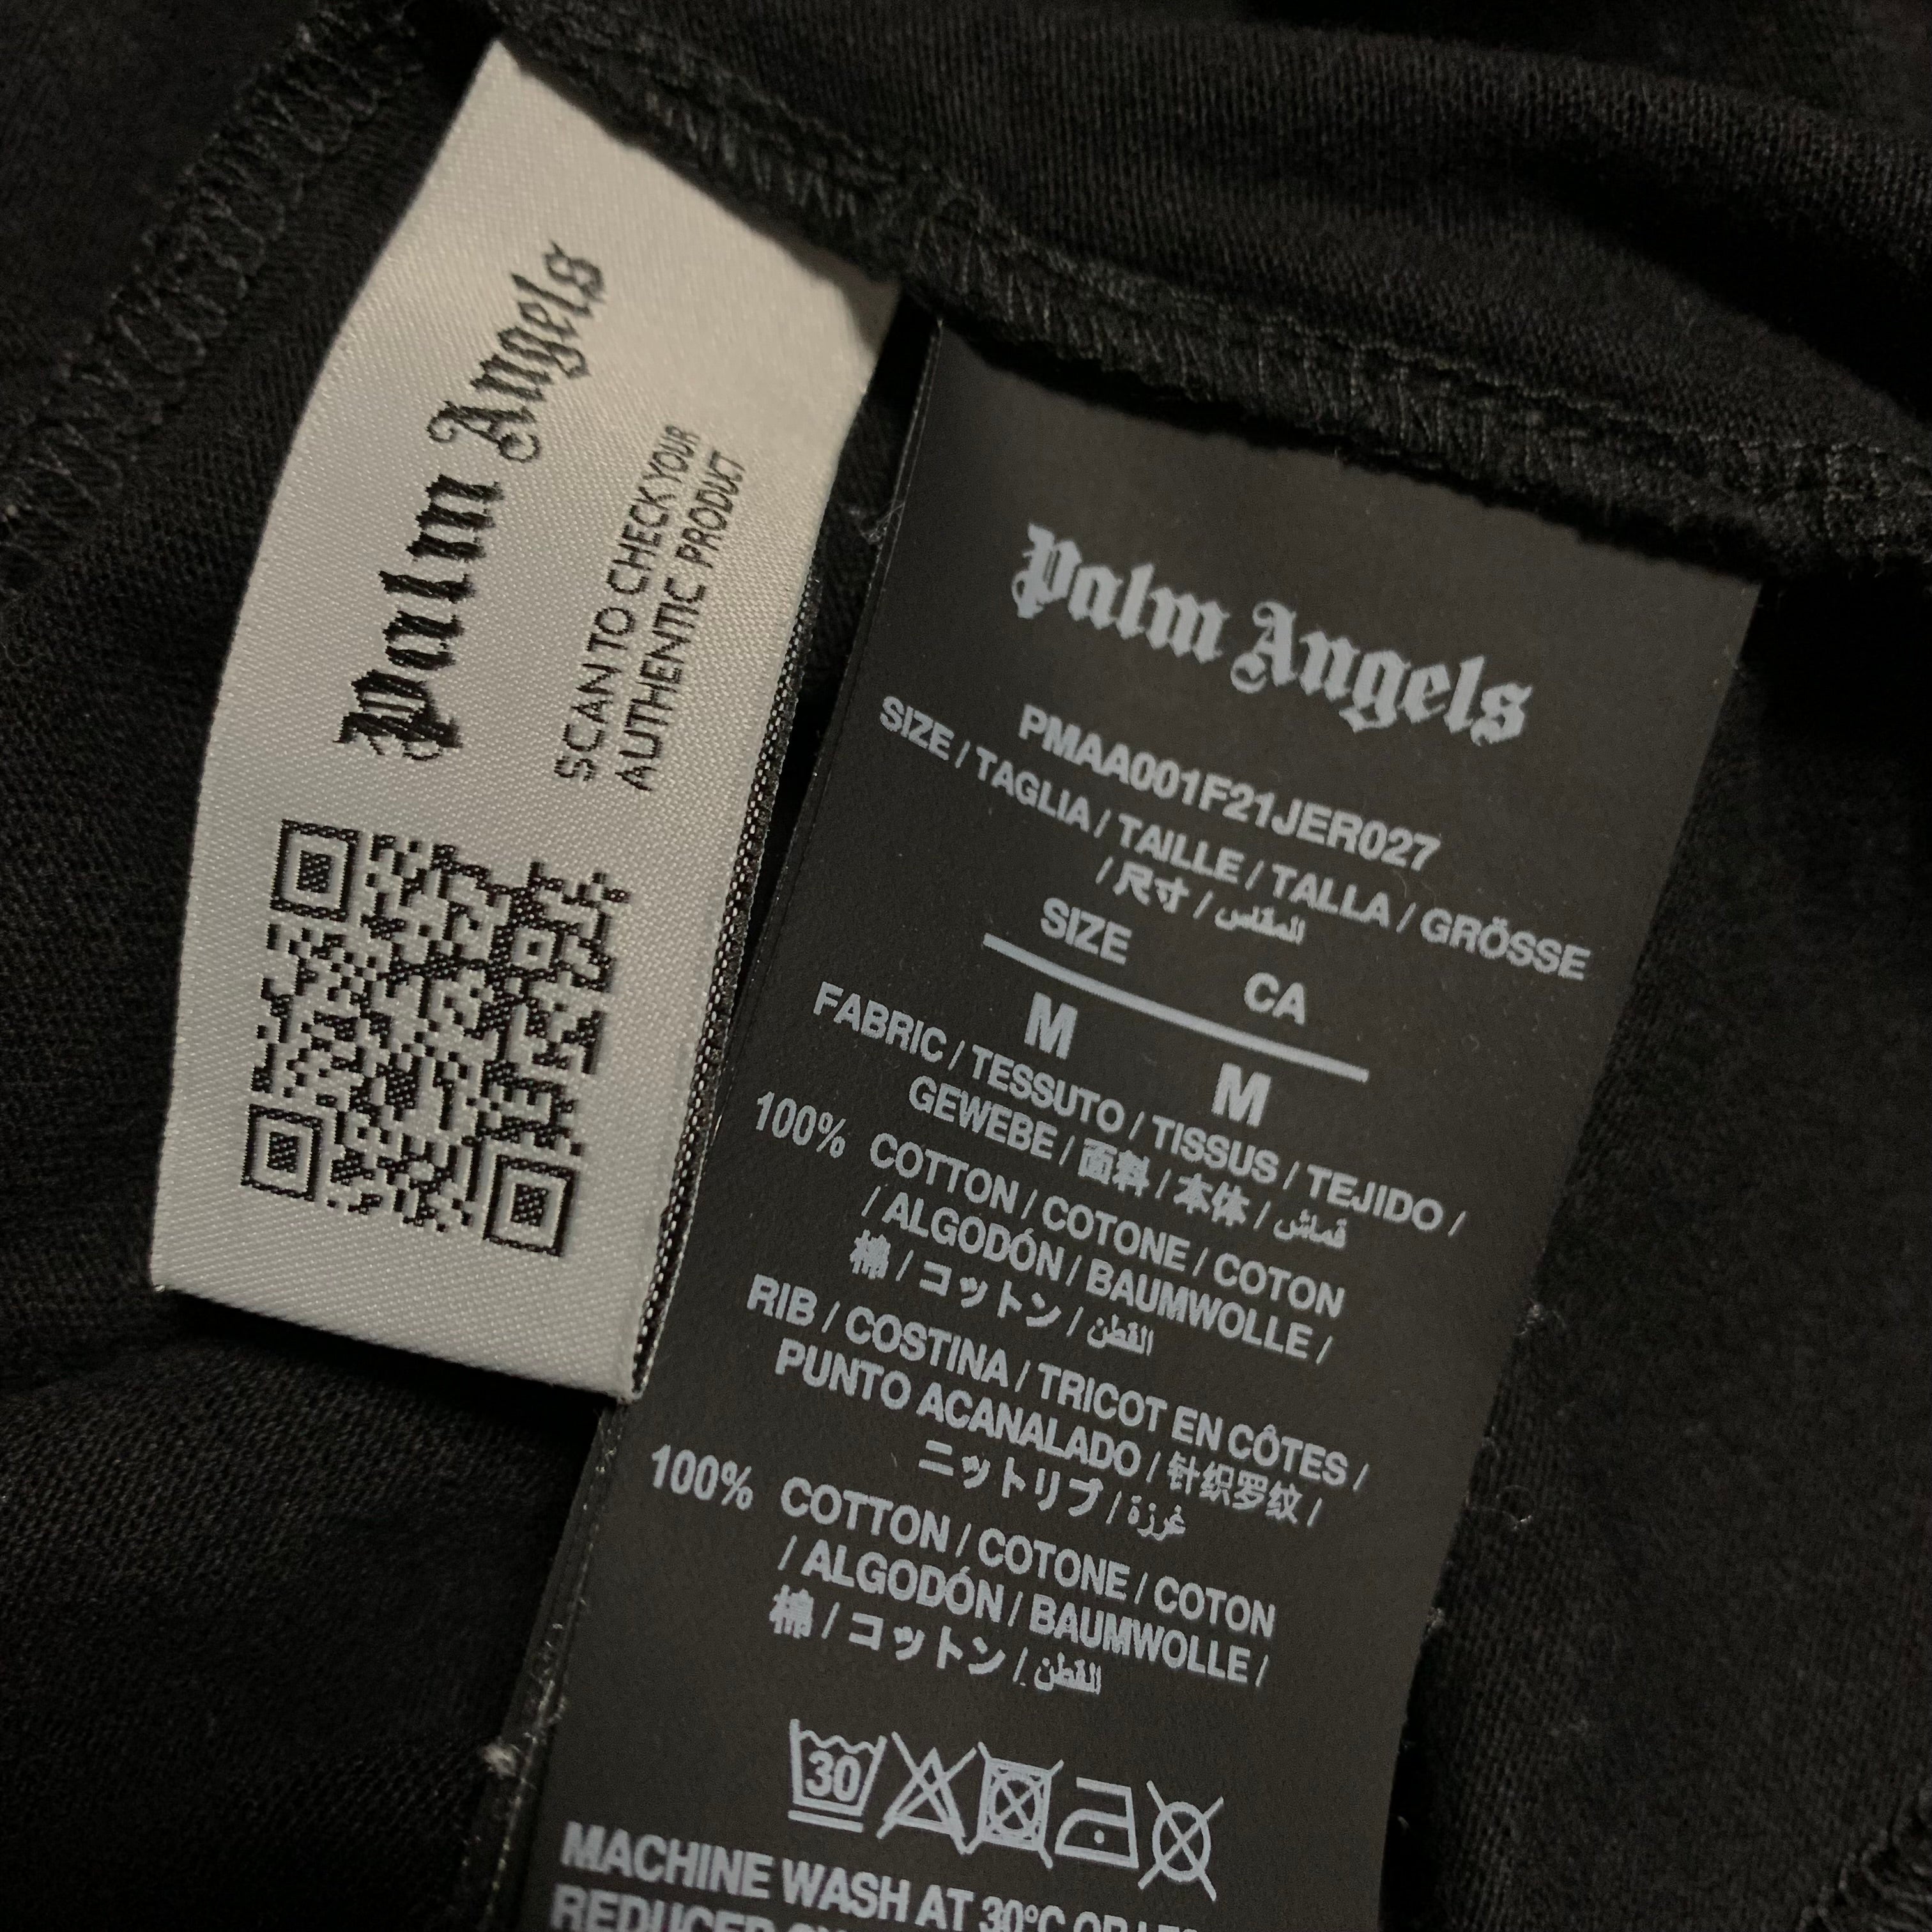 Palm Angels
SCAN TO CHECK YOUR
AUTHENTIC PRODUCT
Palm Angels
PMAA001F21JER027
SIZE / TAGLIA / TAILLE / TALLA / GRÖSSE
/ 尺寸 / المقاس
SIZE CA
M M
FABRIC / TESSUTO / TISSUS / TEJIDO /
GEWEBE / 面料 / 本体 / قماش
100% COTTON / COTONE / COTON
/ ALGODÓN / BAUMWOLLE /
棉 / コットン / القطن
RIB / COSTINA / TRICOT EN CÔTES /
PUNTO ACANALADO / 针织罗纹 /
ニットリブ / غرزة
100% COTTON / COTONE / COTON
/ ALGODÓN / BAUMWOLLE /
棉 / コットン / القطن
30
MACHINE WASH AT 30°C OR
REDUCED